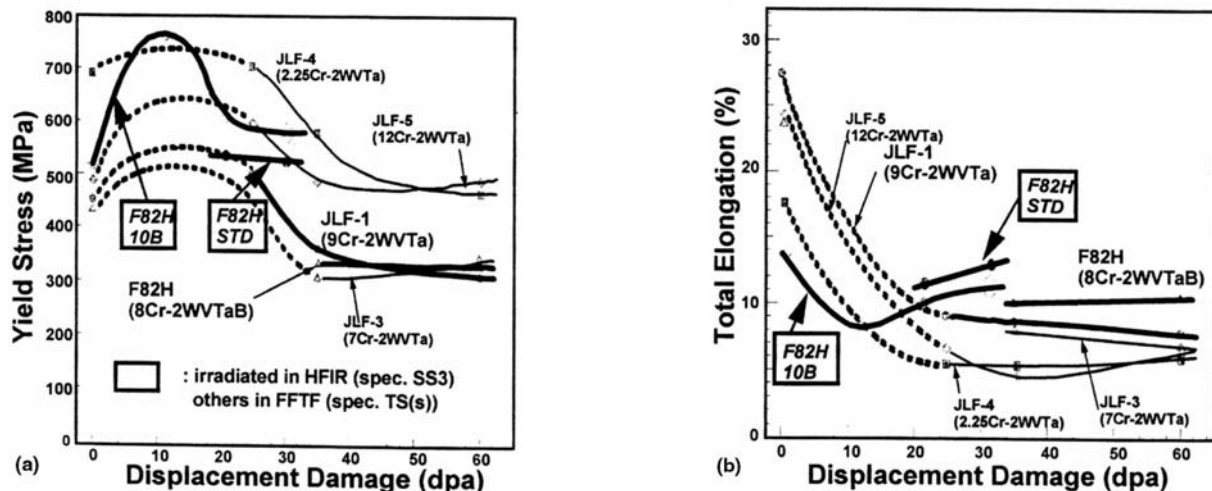 800
700
600
500
400
300
200
100
0
Yield Stress (MPa)
JLF-4
(2.25Cr-2WVTa)
JLF-5
(12Cr-2WVTa)
F82H
10B
F82H
STD
JLF-1
(9Cr-2WVTa)
F82H
(8Cr-2WVTaB)
JLF-3
(7Cr-2WVTa)
: irradiated in HFIR (spec. SS3)
others in FFTF (spec. TS(s))
0 10 20 30 40 50 60
(a)
Displacement Damage (dpa)
30
20
10
0
Total Elongation (%)
JLF-5
(12Cr-2WVTa)
JLF-1
(9Cr-2WVTa)
F82H
STD
F82H
(8Cr-2WVTaB)
F82H
10B
JLF-4
(2.25Cr-2WVTa)
JLF-3
(7Cr-2WVTa)
0 10 20 30 40 50 60
(b)
Displacement Damage (dpa)